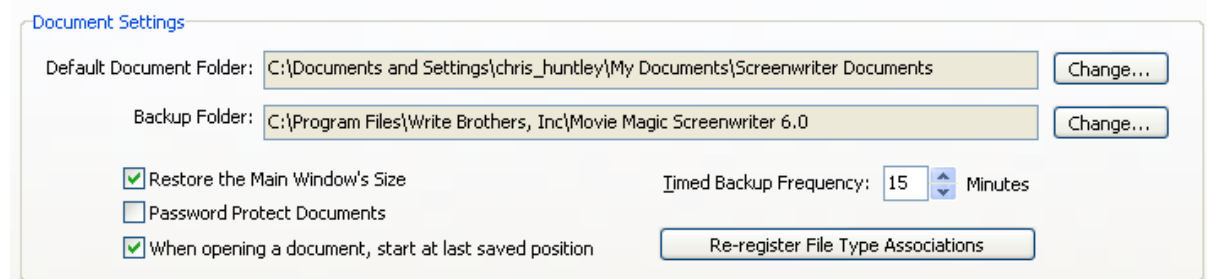 Document Settings
Default Document Folder: C:\Documents and Settings\chris_huntley\My Documents\Screenwriter Documents Change...
Backup Folder: C:\Program Files\Write Brothers, Inc\Movie Magic Screenwriter 6.0 Change...
Restore the Main Window's Size Timed Backup Frequency: 15 Minutes
Password Protect Documents
When opening a document, start at last saved position Re-register File Type Associations